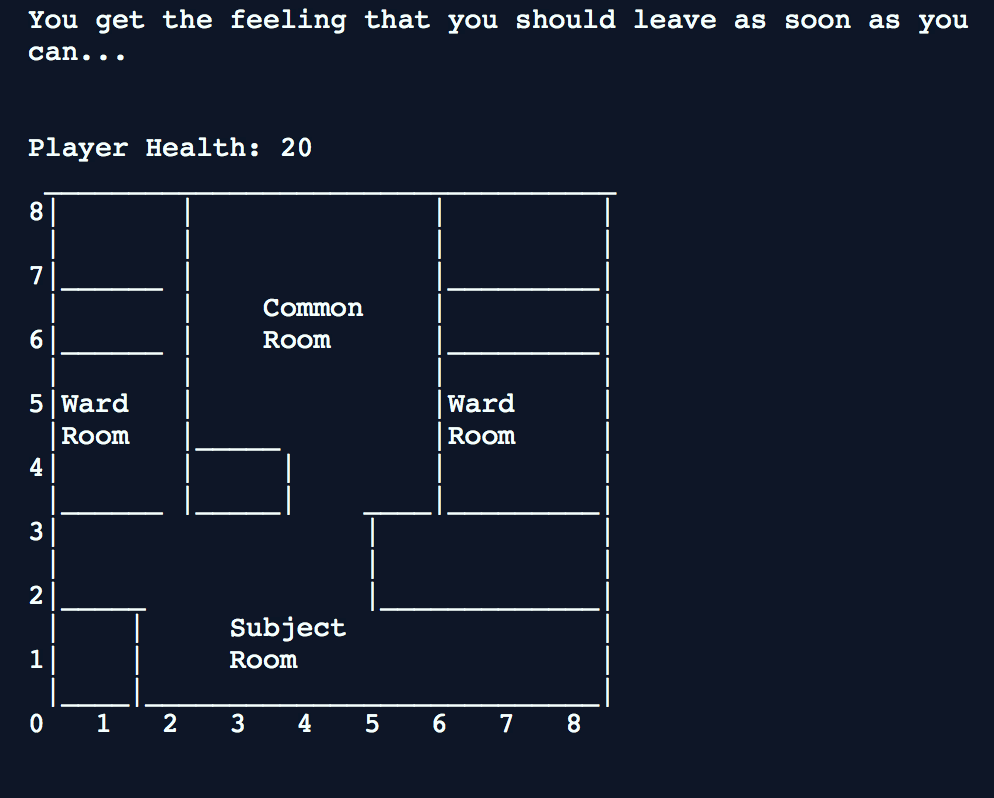 You get the feeling that you should leave as soon as you
can...
Player Health: 20
8
7
Common
6 Room
5 Ward Ward
Room Room
4
3
2
Subject
1 Room
0 1 2 3 4 5 6 7 8